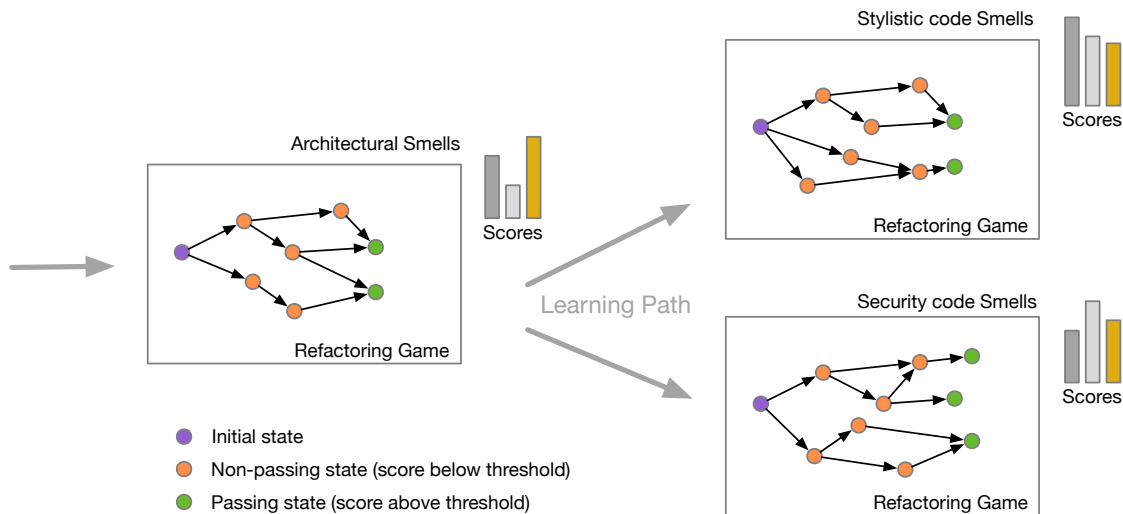 Stylistic code Smells
Scores
Refactoring Game
Architectural Smells
Scores
Refactoring Game
Learning Path
Security code Smells
Scores
Refactoring Game
Initial state
Non-passing state (score below threshold)
Passing state (score above threshold)